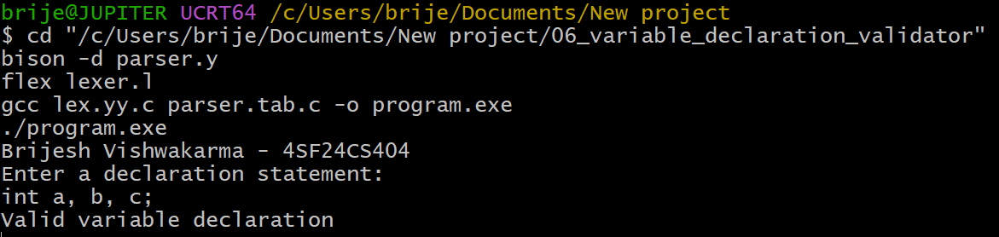 brije@JUPITER UCRT64 /c/Users/brije/Documents/New project
$ cd "/c/Users/brije/Documents/New project/06_variable_declaration_validator"
bison -d parser.y
flex lexer.l
gcc lex.yy.c parser.tab.c -o program.exe
./program.exe
Brijesh Vishwakarma - 4SF24CS404
Enter a declaration statement:
int a, b, c;
Valid variable declaration